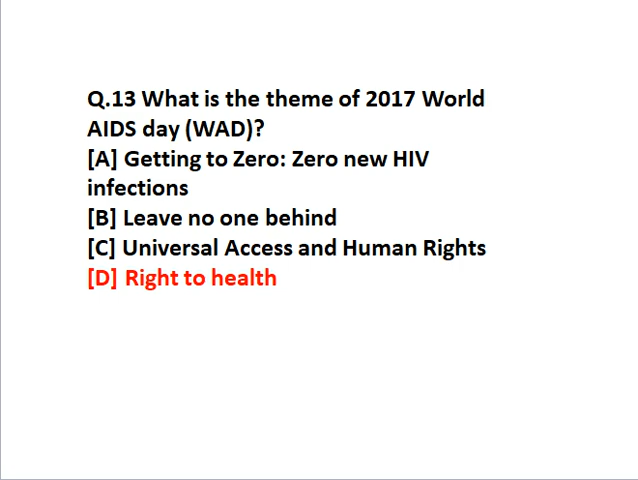 Q.13 What is the theme of 2017 World
AIDS day (WAD)?
[A] Getting to Zero: Zero new HIV
infections
[B] Leave no one behind
[C] Universal Access and Human Rights
[D] Right to health